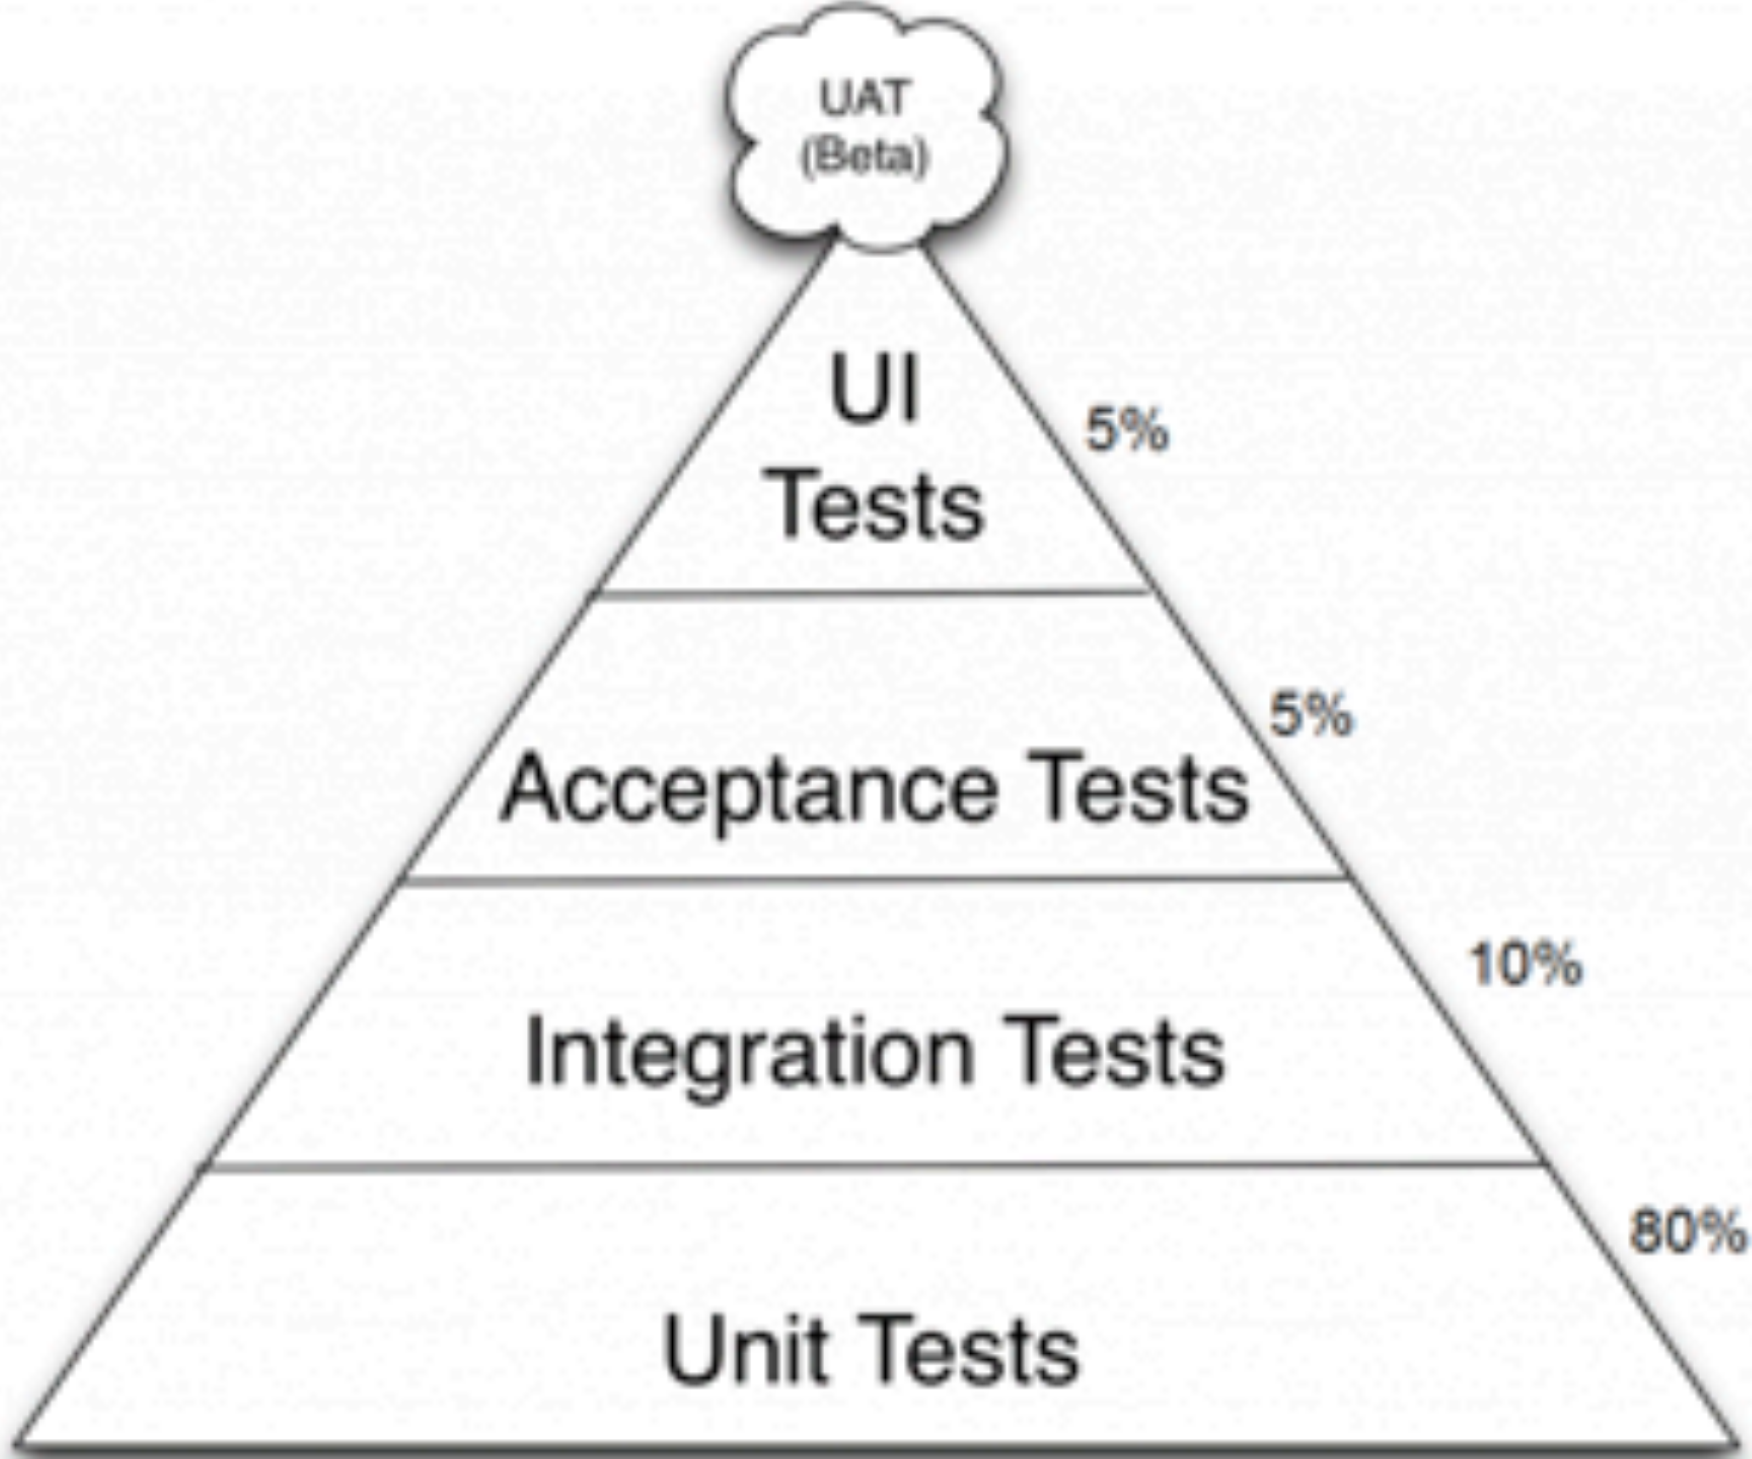 UAT
(Beta)
UI
Tests
5%
5%
Acceptance Tests
10%
Integration Tests
80%
Unit Tests